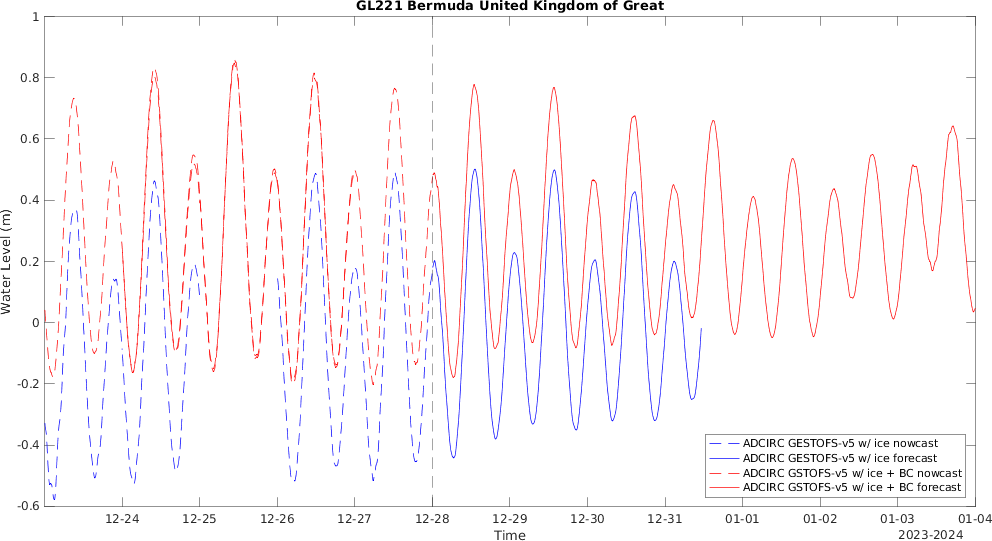 GL221 Bermuda United Kingdom of Great
1
0.8
0.6
0.4
0.2
0
-0.2
-0.4
-0.6
Water Level (m)
12-24 12-25 12-26 12-27 12-28 12-29 12-30 12-31 01-01 01-02 01-03 01-04
Time
2023-2024
ADCIRC GESTOFS-v5 w/ ice nowcast
ADCIRC GESTOFS-v5 w/ ice forecast
ADCIRC GSTOFS-v5 w/ ice + BC nowcast
ADCIRC GSTOFS-v5 w/ ice + BC forecast